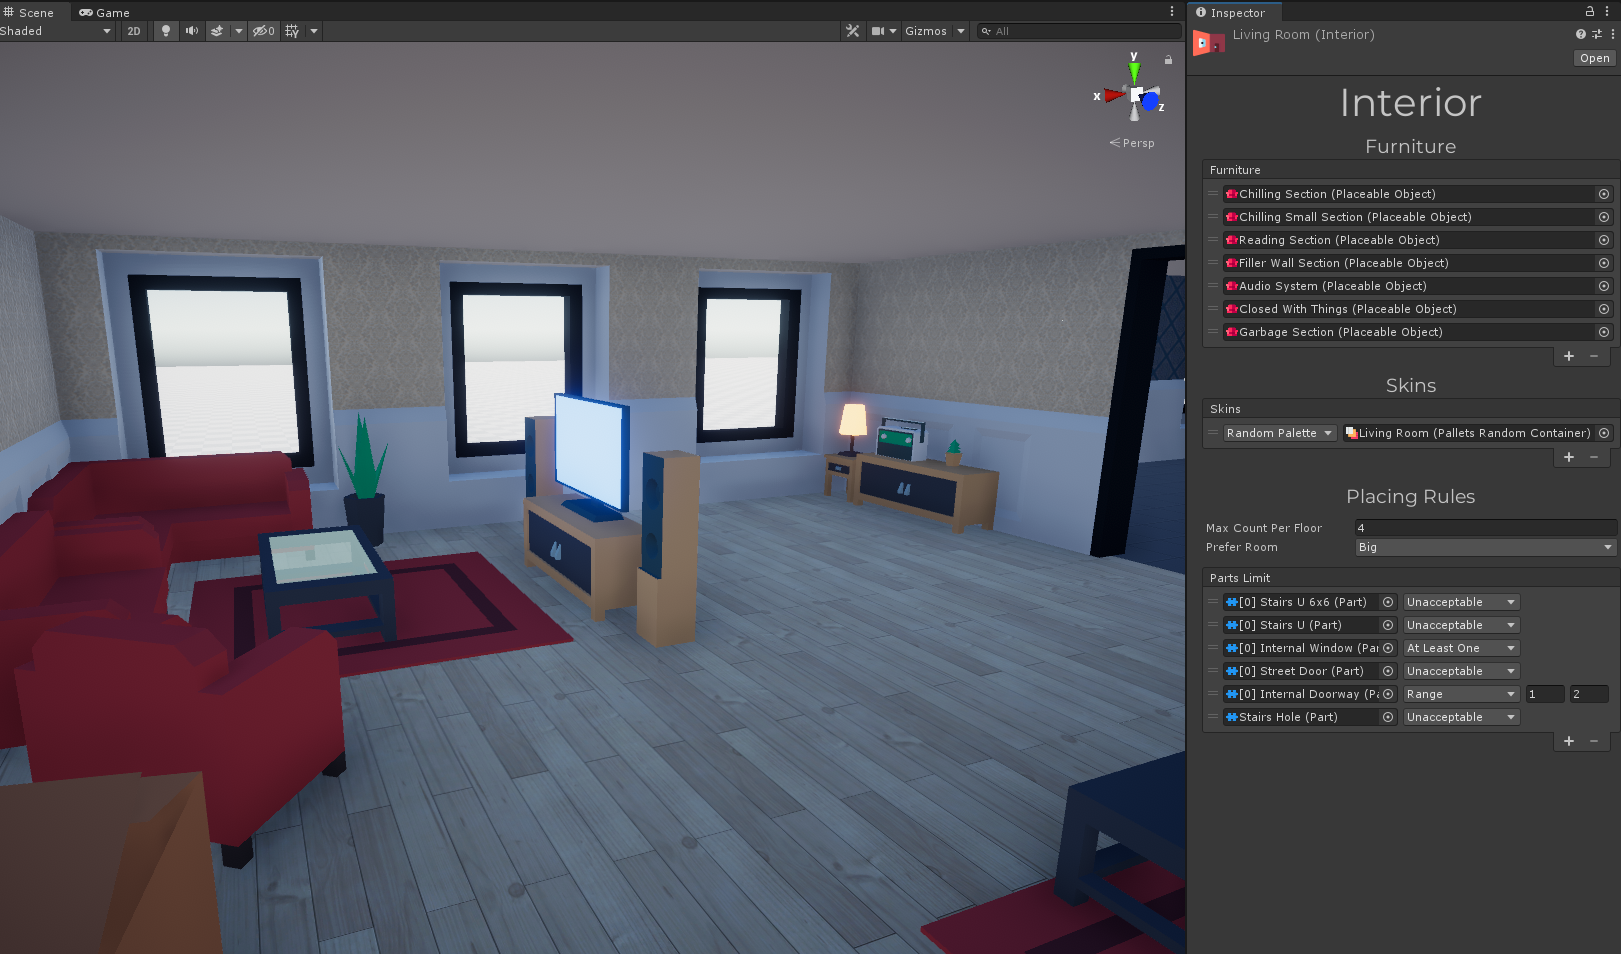 Scene
Game
Shaded
2D
0
Gizmos
All
y
x
z
Persp
Inspector
Living Room (Interior)
Open
Interior
Furniture
Furniture
Chilling Section (Placeable Object)
Chilling Small Section (Placeable Object)
Reading Section (Placeable Object)
Filler Wall Section (Placeable Object)
Audio System (Placeable Object)
Closed With Things (Placeable Object)
Garbage Section (Placeable Object)
Skins
Skins
Random Palette Living Room (Pallets Random Container)
Placing Rules
Max Count Per Floor 4
Prefer Room Big
Parts Limit
[0] Stairs U 6x6 (Part) Unacceptable
[0] Stairs U (Part) Unacceptable
[0] Internal Window (Par At Least One
[0] Street Door (Part) Unacceptable
[0] Internal Doorway (Pa Range 1 2
Stairs Hole (Part) Unacceptable